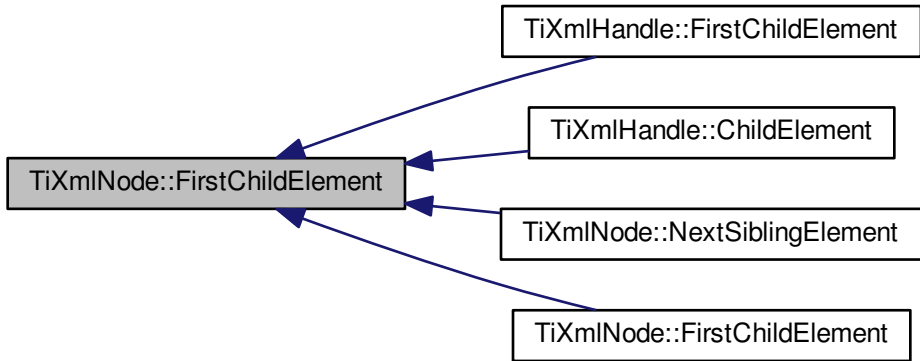 TiXmlHandle::FirstChildElement
TiXmlHandle::ChildElement
TiXmlNode::FirstChildElement
TiXmlNode::NextSiblingElement
TiXmlNode::FirstChildElement